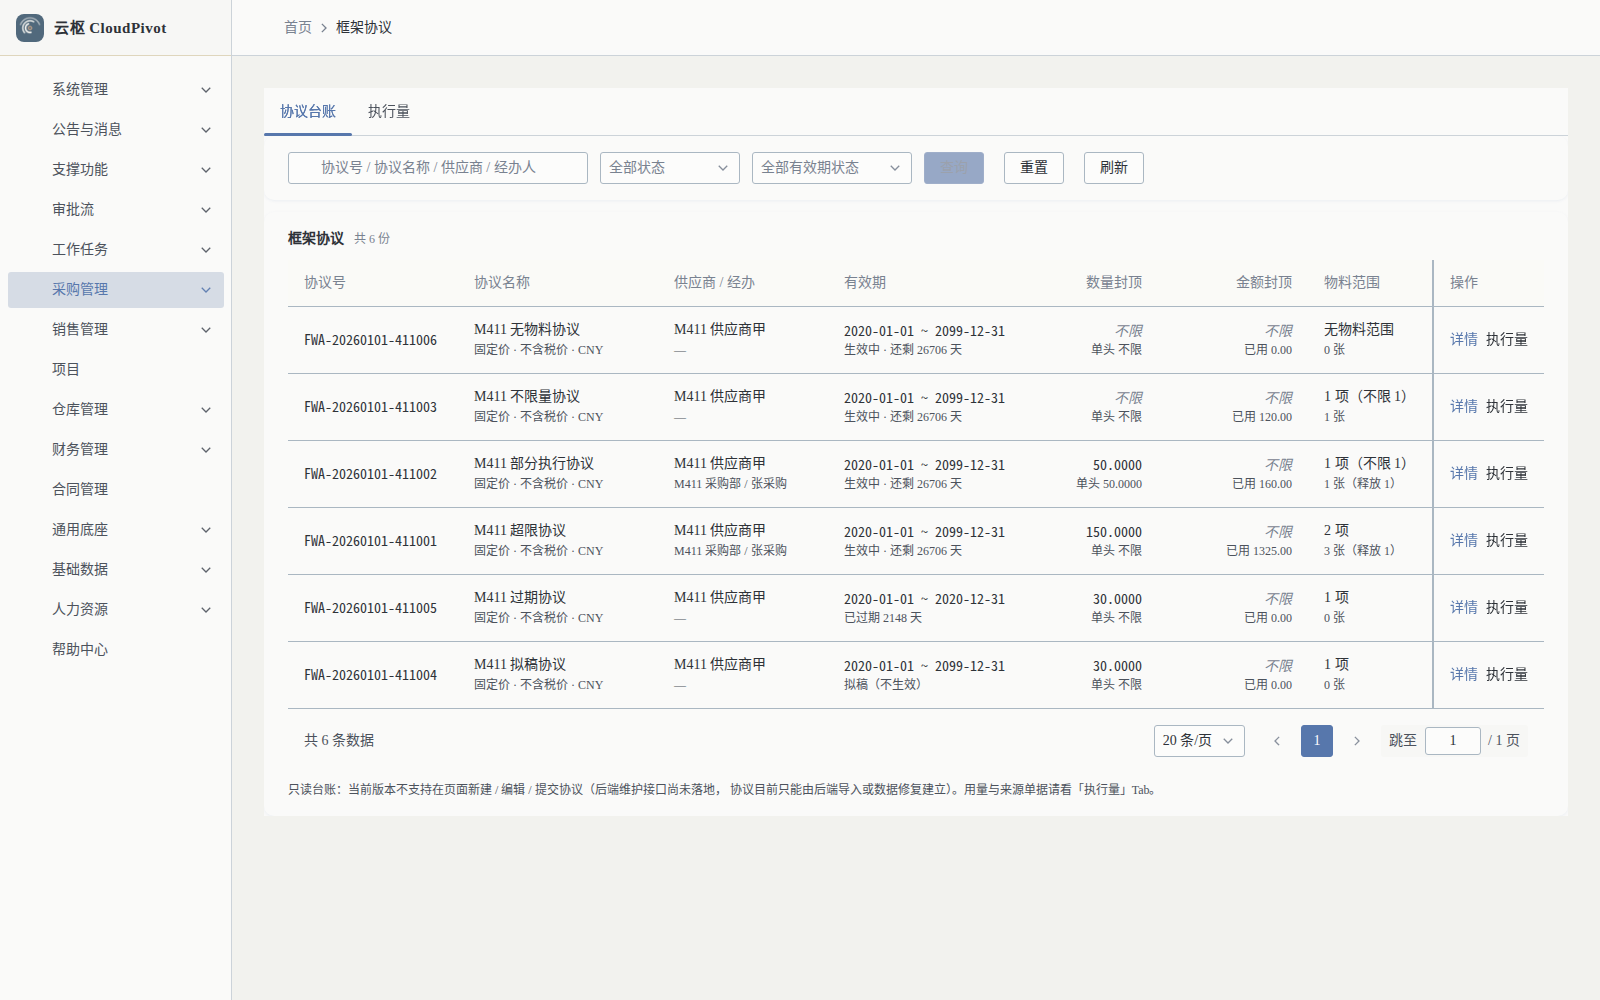 云枢 CloudPivot
首页 > 框架协议
系统管理
公告与消息
支撑功能
审批流
工作任务
采购管理
销售管理
项目
仓库管理
财务管理
合同管理
通用底座
基础数据
人力资源
帮助中心
协议台账 执行量
协议号 / 协议名称 / 供应商 / 经办人 全部状态 全部有效期状态 查询 重置 刷新
框架协议 共 6 份
协议号 协议名称 供应商 / 经办 有效期 数量封顶 金额封顶 物料范围 操作
FWA-20260101-411006 M411 无物料协议 M411 供应商甲 2020-01-01 ~ 2099-12-31 不限 不限 无物料范围 详情 执行量
固定价 · 不含税价 · CNY — 生效中 · 还剩 26706 天 单头 不限 已用 0.00 0 张
FWA-20260101-411003 M411 不限量协议 M411 供应商甲 2020-01-01 ~ 2099-12-31 不限 不限 1 项（不限 1） 详情 执行量
固定价 · 不含税价 · CNY — 生效中 · 还剩 26706 天 单头 不限 已用 120.00 1 张
FWA-20260101-411002 M411 部分执行协议 M411 供应商甲 2020-01-01 ~ 2099-12-31 50.0000 不限 1 项（不限 1） 详情 执行量
固定价 · 不含税价 · CNY M411 采购部 / 张采购 生效中 · 还剩 26706 天 单头 50.0000 已用 160.00 1 张（释放 1）
FWA-20260101-411001 M411 超限协议 M411 供应商甲 2020-01-01 ~ 2099-12-31 150.0000 不限 2 项 详情 执行量
固定价 · 不含税价 · CNY M411 采购部 / 张采购 生效中 · 还剩 26706 天 单头 不限 已用 1325.00 3 张（释放 1）
FWA-20260101-411005 M411 过期协议 M411 供应商甲 2020-01-01 ~ 2020-12-31 30.0000 不限 1 项 详情 执行量
固定价 · 不含税价 · CNY — 已过期 2148 天 单头 不限 已用 0.00 0 张
FWA-20260101-411004 M411 拟稿协议 M411 供应商甲 2020-01-01 ~ 2099-12-31 30.0000 不限 1 项 详情 执行量
固定价 · 不含税价 · CNY — 拟稿（不生效） 单头 不限 已用 0.00 0 张
共 6 条数据 20 条/页 < 1 > 跳至 1 / 1 页
只读台账：当前版本不支持在页面新建 / 编辑 / 提交协议（后端维护接口尚未落地， 协议目前只能由后端导入或数据修复建立）。用量与来源单据请看「执行量」Tab。